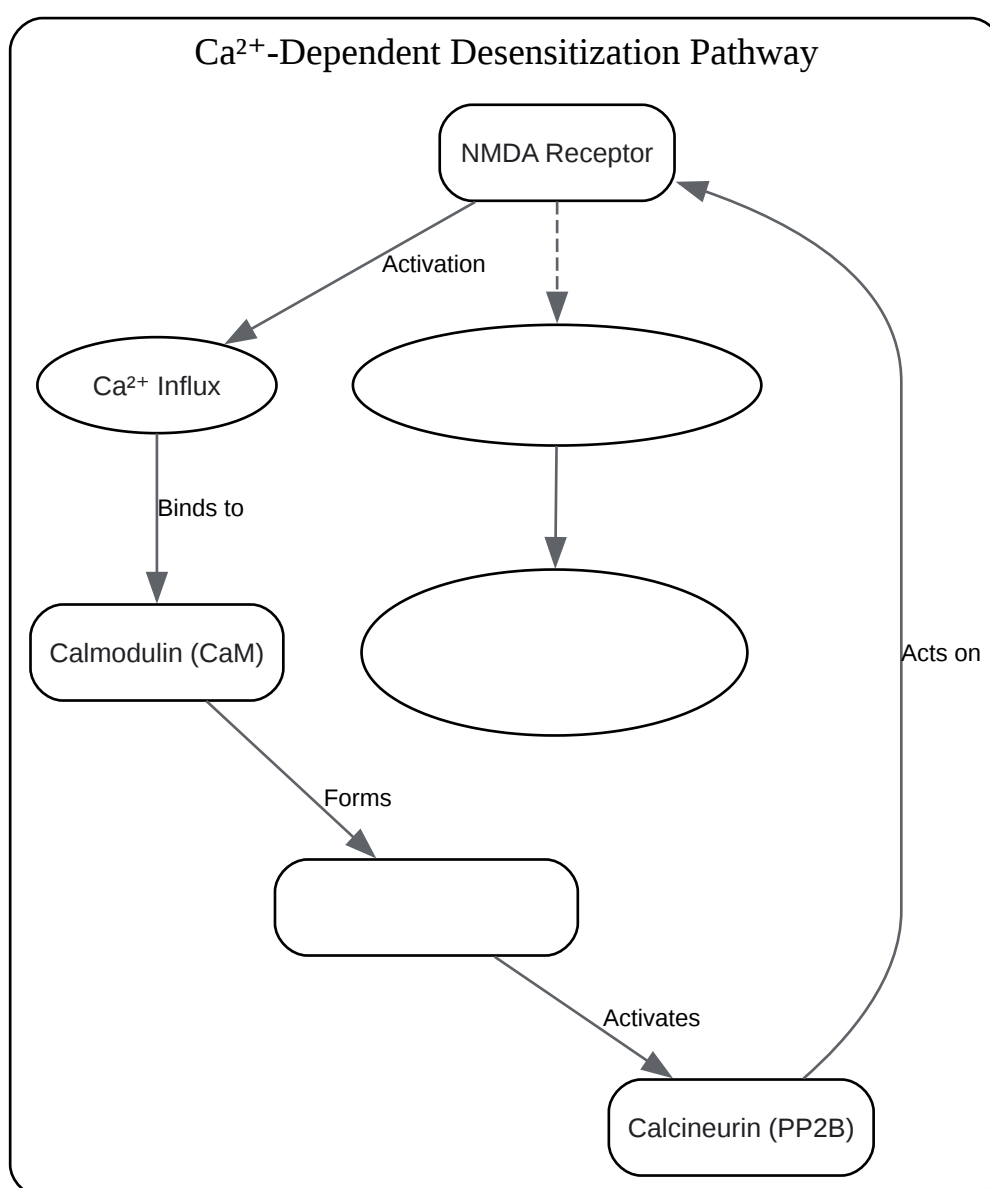 Ca²⁺-Dependent Desensitization Pathway
NMDA Receptor
Activation
Ca²⁺ Influx
Binds to
Calmodulin (CaM)
Acts on
Forms
Activates
Calcineurin (PP2B)